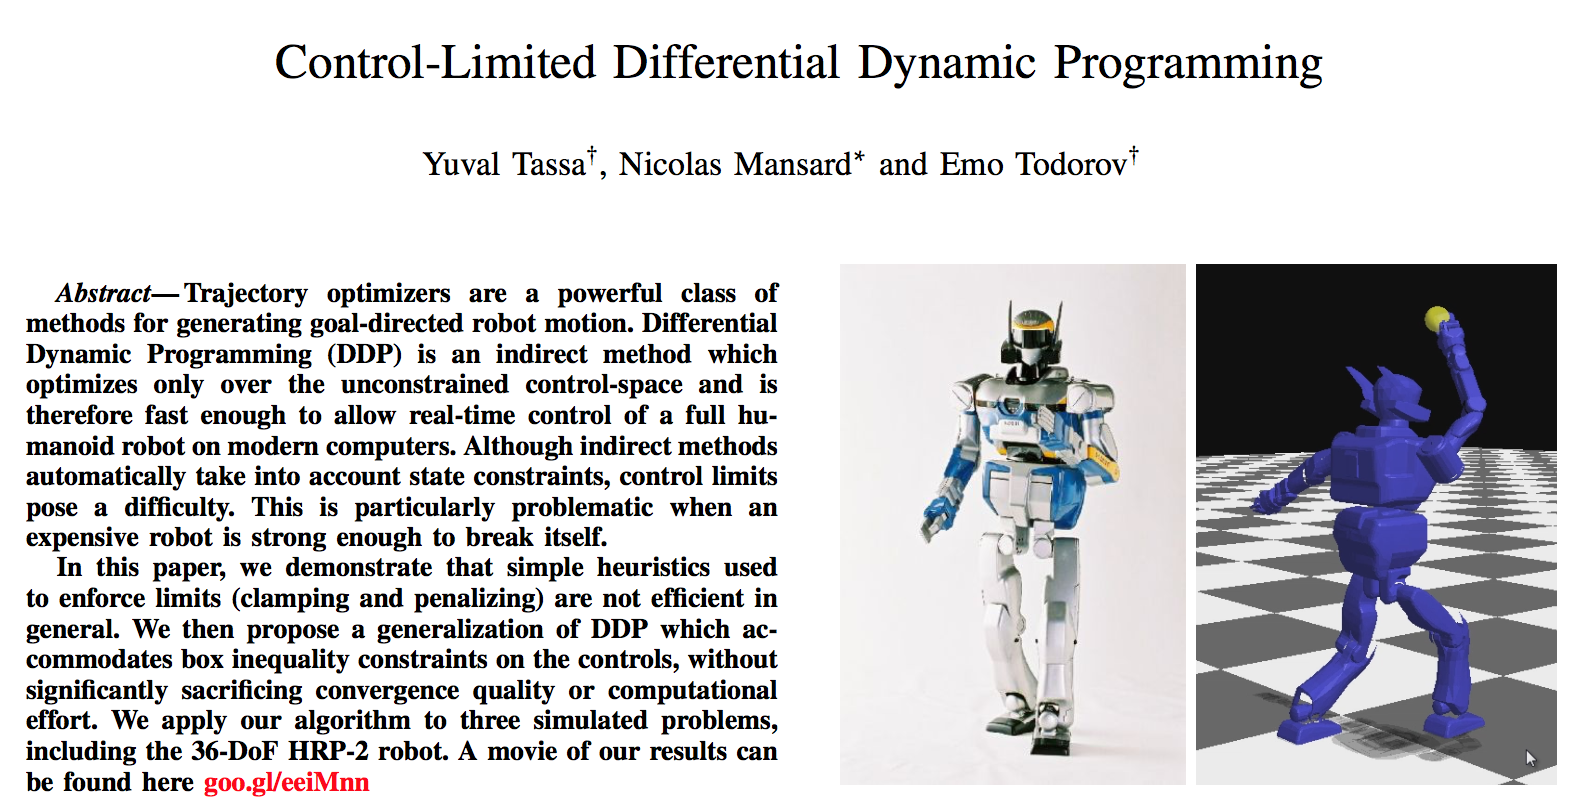 Control-Limited Differential Dynamic Programming
Yuval Tassa†, Nicolas Mansard* and Emo Todorov†
Abstract— Trajectory optimizers are a powerful class of
methods for generating goal-directed robot motion. Differential
Dynamic Programming (DDP) is an indirect method which
optimizes only over the unconstrained control-space and is
therefore fast enough to allow real-time control of a full hu-
manoid robot on modern computers. Although indirect methods
automatically take into account state constraints, control limits
pose a difficulty. This is particularly problematic when an
expensive robot is strong enough to break itself.
In this paper, we demonstrate that simple heuristics used
to enforce limits (clamping and penalizing) are not efficient in
general. We then propose a generalization of DDP which ac-
commodates box inequality constraints on the controls, without
significantly sacrificing convergence quality or computational
effort. We apply our algorithm to three simulated problems,
including the 36-DoF HRP-2 robot. A movie of our results can
be found here goo.gl/eeiMnn